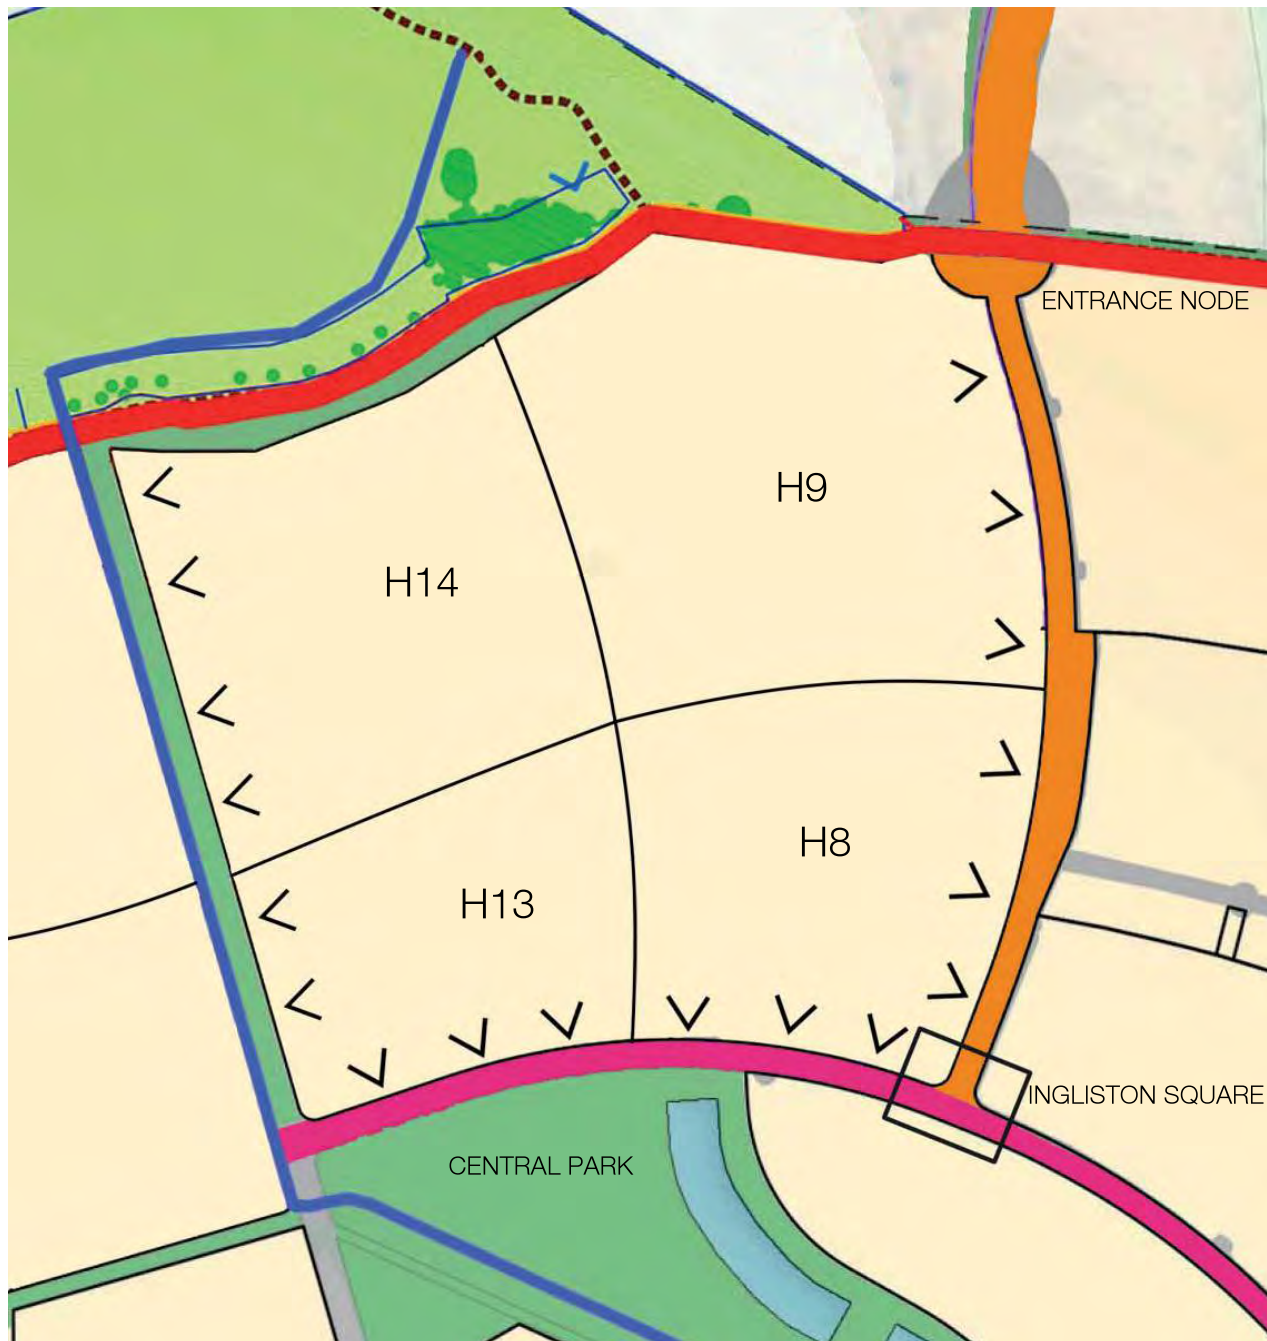 ENTRANCE NODE
H9
H14
H8
H13
INGLISTON SQUARE
CENTRAL PARK